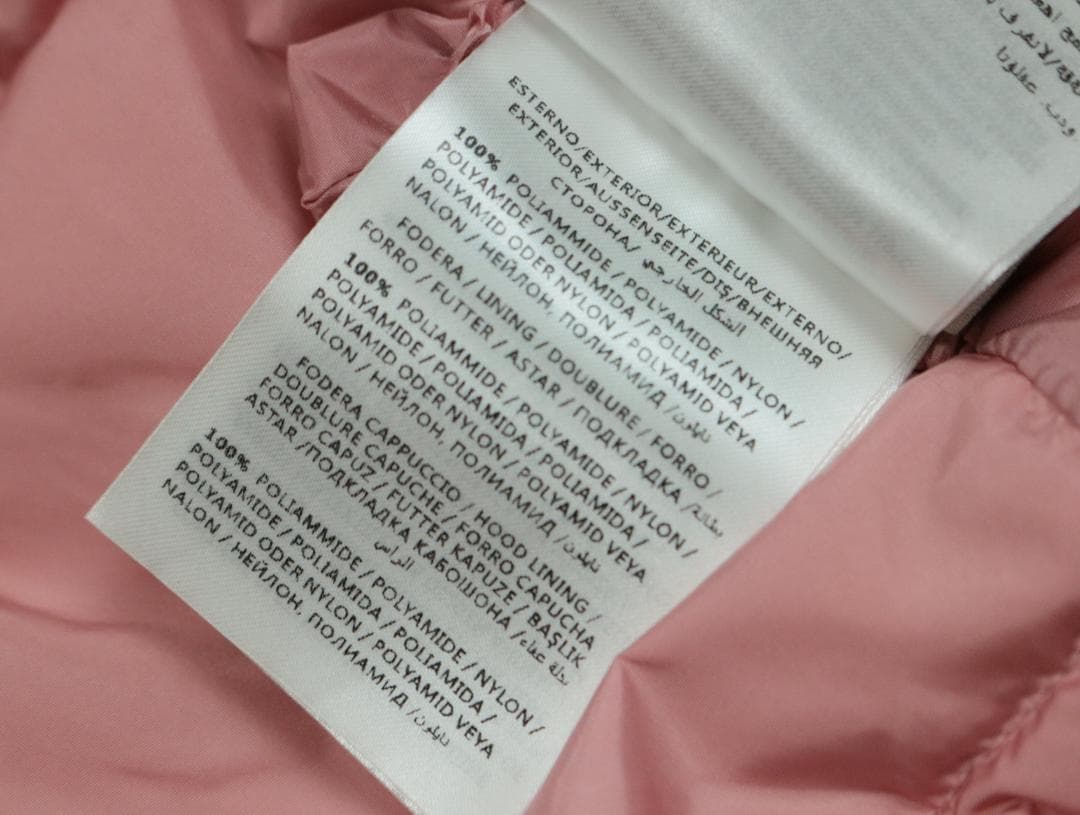 ESTERNO/EXTERIOR/EXTERIEUR/EXTERNO/
EXTERIOR/AUSSENSEITE/DIŞ/ВНЕШНЯЯ
СТОРОНА/ الشكل الخارجي
100% POLIAMMIDE / POLYAMIDE / NYLON /
POLYAMIDE / POLIAMIDA / POLIAMIDA /
POLYAMID ODER NYLON / POLYAMID VEYA
NALON / НЕЙЛОН, ПОЛИАМИД /نايلون
FODERA / LINING / DOUBLURE / FORRO /
FORRO / FUTTER / ASTAR / ПОДКЛАДКА /بطانة
100% POLIAMMIDE / POLYAMIDE / NYLON /
POLYAMIDE / POLIAMIDA / POLIAMIDA /
POLYAMID ODER NYLON / POLYAMID VEYA
NALON / НЕЙЛОН, ПОЛИАМИД /نايلون
FODERA CAPPUCCIO / HOOD LINING /
DOUBLURE CAPUCHE / FORRO CAPUCHA
FORRO CAPUZ / FUTTER KAPUZE / BAŞLIK
ASTAR /ПОДКЛАДКА КАБОШОНА /
الراس
100% POLIAMMIDE / POLYAMIDE / NYLON /
POLYAMIDE / POLIAMIDA / POLIAMIDA /
POLYAMID ODER NYLON / POLYAMID VEYA
NALON / НЕЙЛОН, ПОЛИАМИД /نايلون